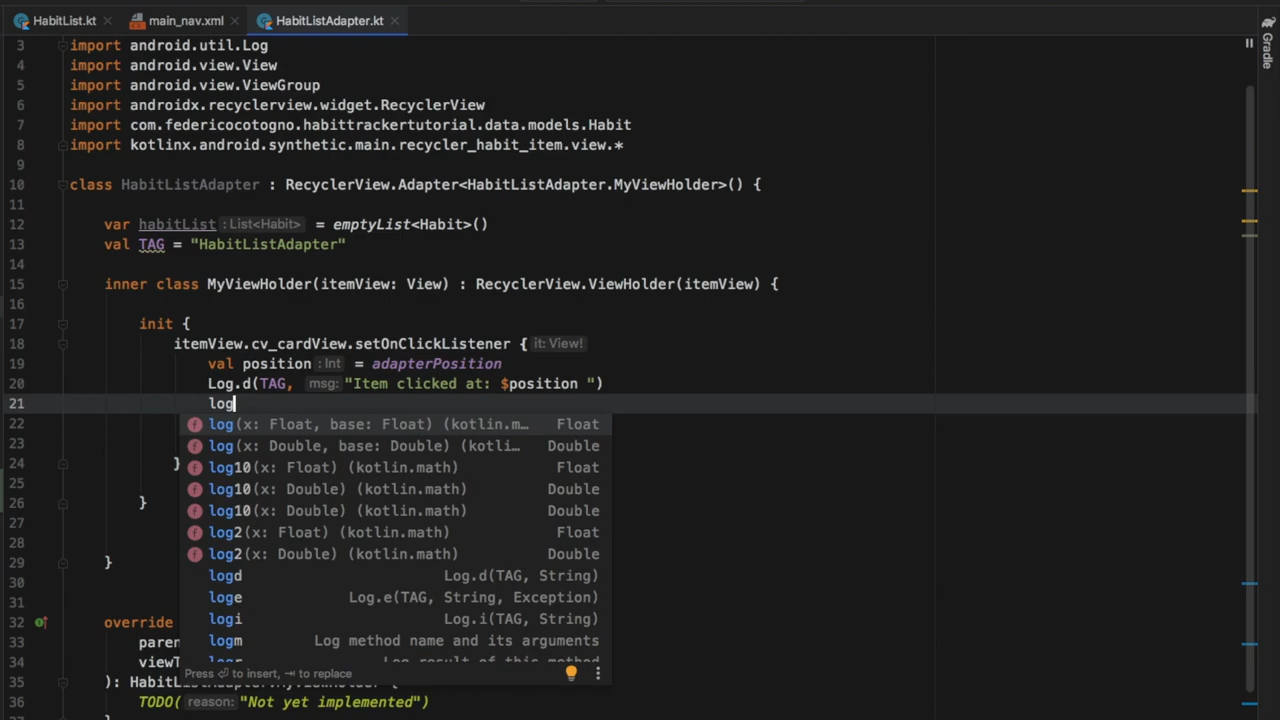 HabitList.kt main_nav.xml HabitListAdapter.kt
3 import android.util.Log
4 import android.view.View
5 import android.view.ViewGroup
6 import androidx.recyclerview.widget.RecyclerView
7 import com.federicocotogno.habittrackertutorial.data.models.Habit
8 import kotlinx.android.synthetic.main.recycler_habit_item.view.*
9
10 class HabitListAdapter : RecyclerView.Adapter<HabitListAdapter.MyViewHolder>() {
11
12 var habitList : List<Habit> = emptyList<Habit>()
13 val TAG = "HabitListAdapter"
14
15 inner class MyViewHolder(itemView: View) : RecyclerView.ViewHolder(itemView) {
16
17 init {
18 itemView.cv_cardView.setOnClickListener { it: View!
19 val position : Int = adapterPosition
20 Log.d(TAG, msg: "Item clicked at: $position ")
21 log
22 log(x: Float, base: Float) (kotlin.m… Float
23 log(x: Double, base: Double) (kotli… Double
24 } log10(x: Float) (kotlin.math) Float
25 log10(x: Double) (kotlin.math) Double
26 } log10(x: Double) (kotlin.math) Double
27 log2(x: Float) (kotlin.math) Float
28 log2(x: Double) (kotlin.math) Double
29 } logd Log.d(TAG, String)
30 loge Log.e(TAG, String, Exception)
31 logi Log.i(TAG, String)
32 override
33 paren logm Log method name and its arguments
34 viewT
Press ⏎ to insert, ⇥ to replace
35 ): HabitListAdapter.MyViewHolder {
36 TODO( reason: "Not yet implemented")
Gradle